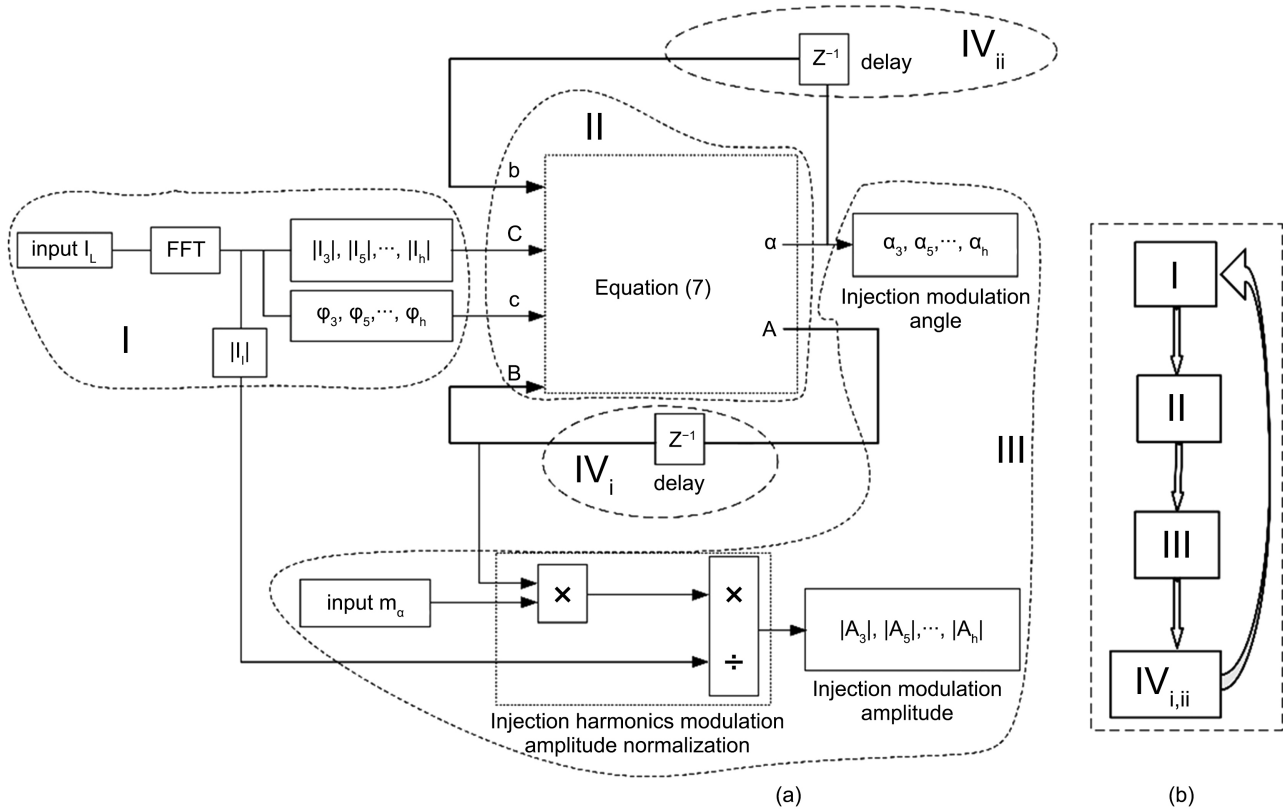 IVii
Z⁻¹
delay
II
b
input IL
FFT
|I3|, |I5|,···, |Ih|
C
α
α3, α5,···, αh
Equation (7)
Injection modulation
angle
φ3, φ5,···, φh
c
I
|Il|
A
B
Z⁻¹
IVi
delay
III
input mα
×
×
÷
|A3|, |A5|,···, |Ah|
Injection modulation
amplitude
Injection harmonics modulation
amplitude normalization
(a)
I
II
III
IVi,ii
(b)